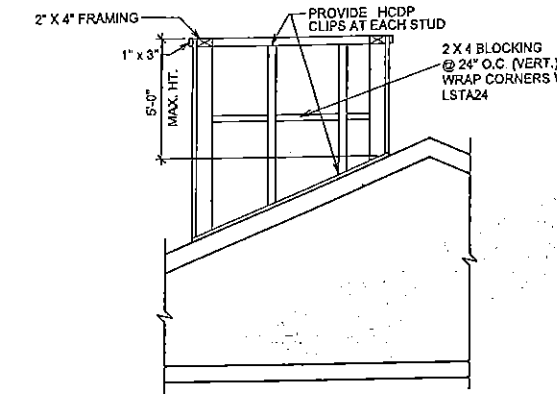 2" X 4" FRAMING
PROVIDE HCDP
CLIPS AT EACH STUD
1" x 3"
5'-0"
MAX. HT.
2 X 4 BLOCKING
@ 24" O.C. (VERT.)
WRAP CORNERS
LSTA24